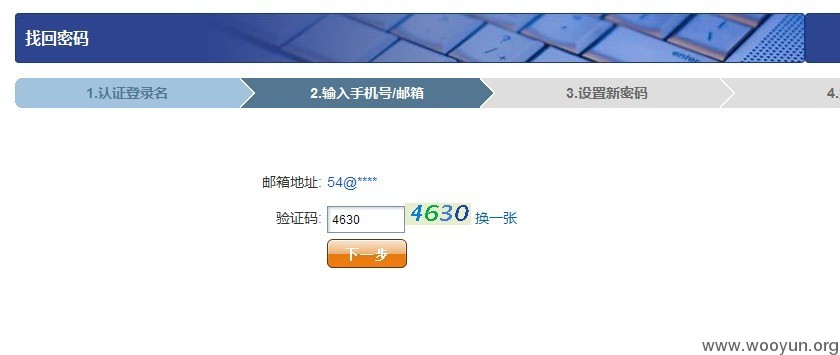 找回密码
1.认证登录名 2.输入手机号/邮箱 3.设置新密码 4.
enter
邮箱地址: 54@****
验证码: 4630 4630 换一张
下一步
www.wooyun.org